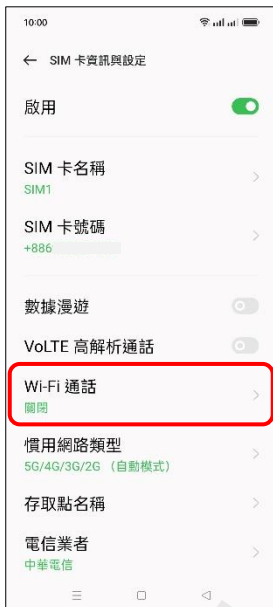 10:00
← SIM 卡資訊與設定
啟用
SIM 卡名稱
SIM1
SIM 卡號碼
+886
數據漫遊
VoLTE 高解析通話
Wi-Fi 通話
關閉
慣用網路類型
5G/4G/3G/2G （自動模式）
存取點名稱
電信業者
中華電信